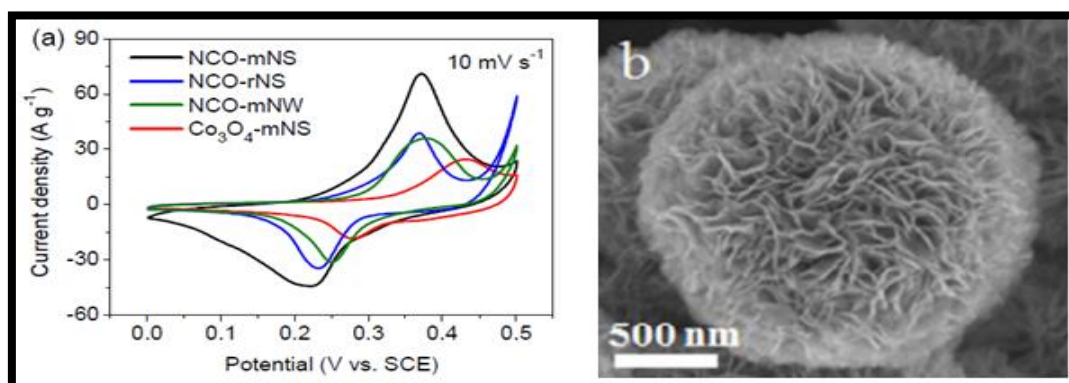 (a)
NCO-mNS
NCO-rNS
NCO-mNW
Co₃O₄-mNS
10 mV s⁻¹
90
60
30
0
-30
-60
Current density (A g⁻¹)
0.0 0.1 0.2 0.3 0.4 0.5
Potential (V vs. SCE)
b
500 nm